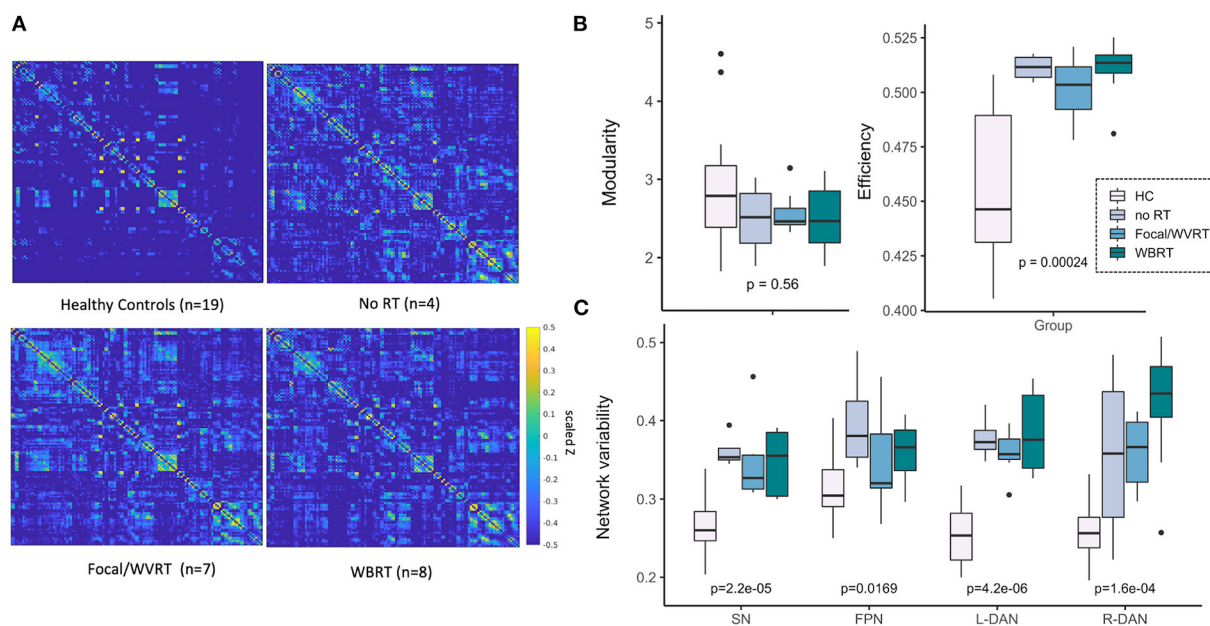 A
Healthy Controls (n=19)
No RT (n=4)
Focal/WVRT (n=7)
WBRT (n=8)
0.5
0.4
0.3
0.2
0.1
0
-0.1
-0.2
-0.3
-0.4
-0.5
scaled Z
B
Modularity
5
4
3
2
p = 0.56
Efficiency
0.525
0.500
0.475
0.450
0.425
0.400
p = 0.00024
Group
HC
no RT
Focal/WVRT
WBRT
C
Network variability
0.5
0.4
0.3
0.2
p=2.2e-05
p=0.0169
p=4.2e-06
p=1.6e-04
SN
FPN
L-DAN
R-DAN